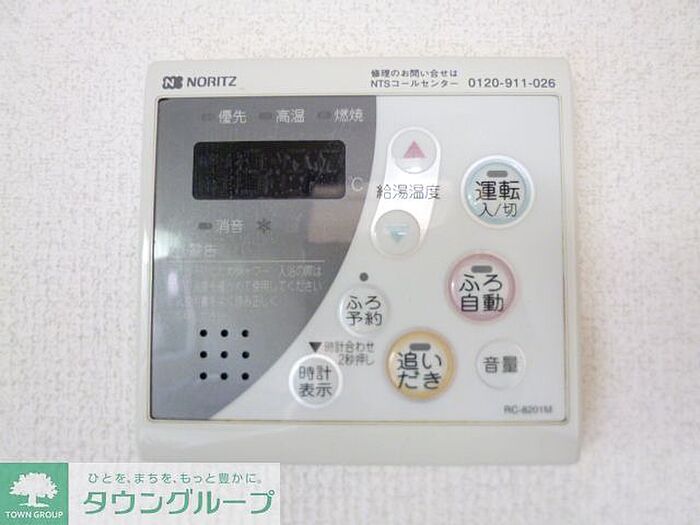 NORITZ
修理のお問い合せは
NTSコールセンター 0120-911-026
優先 高温 燃焼
℃
給湯温度
運転
入/切
消音
警告
ふろ
自動
ふろ
予約
▼時計合わせ
2秒押し
時計
表示
追い
だき
音量
RC-8201M
TOWN GROUP
ひとを、まちを、もっと豊かに。
タウングループ